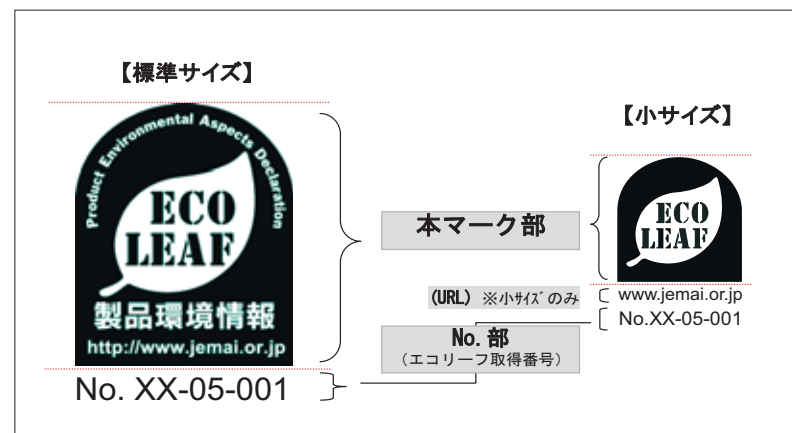 【標準サイズ】
Product Environmental Aspects Declaration
ECO
LEAF
製品環境情報
http://www.jemai.or.jp
No. XX-05-001
本マーク部
(URL) ※小サイズのみ
No. 部
(エコリーフ取得番号)
【小サイズ】
ECO
LEAF
www.jemai.or.jp
No.XX-05-001